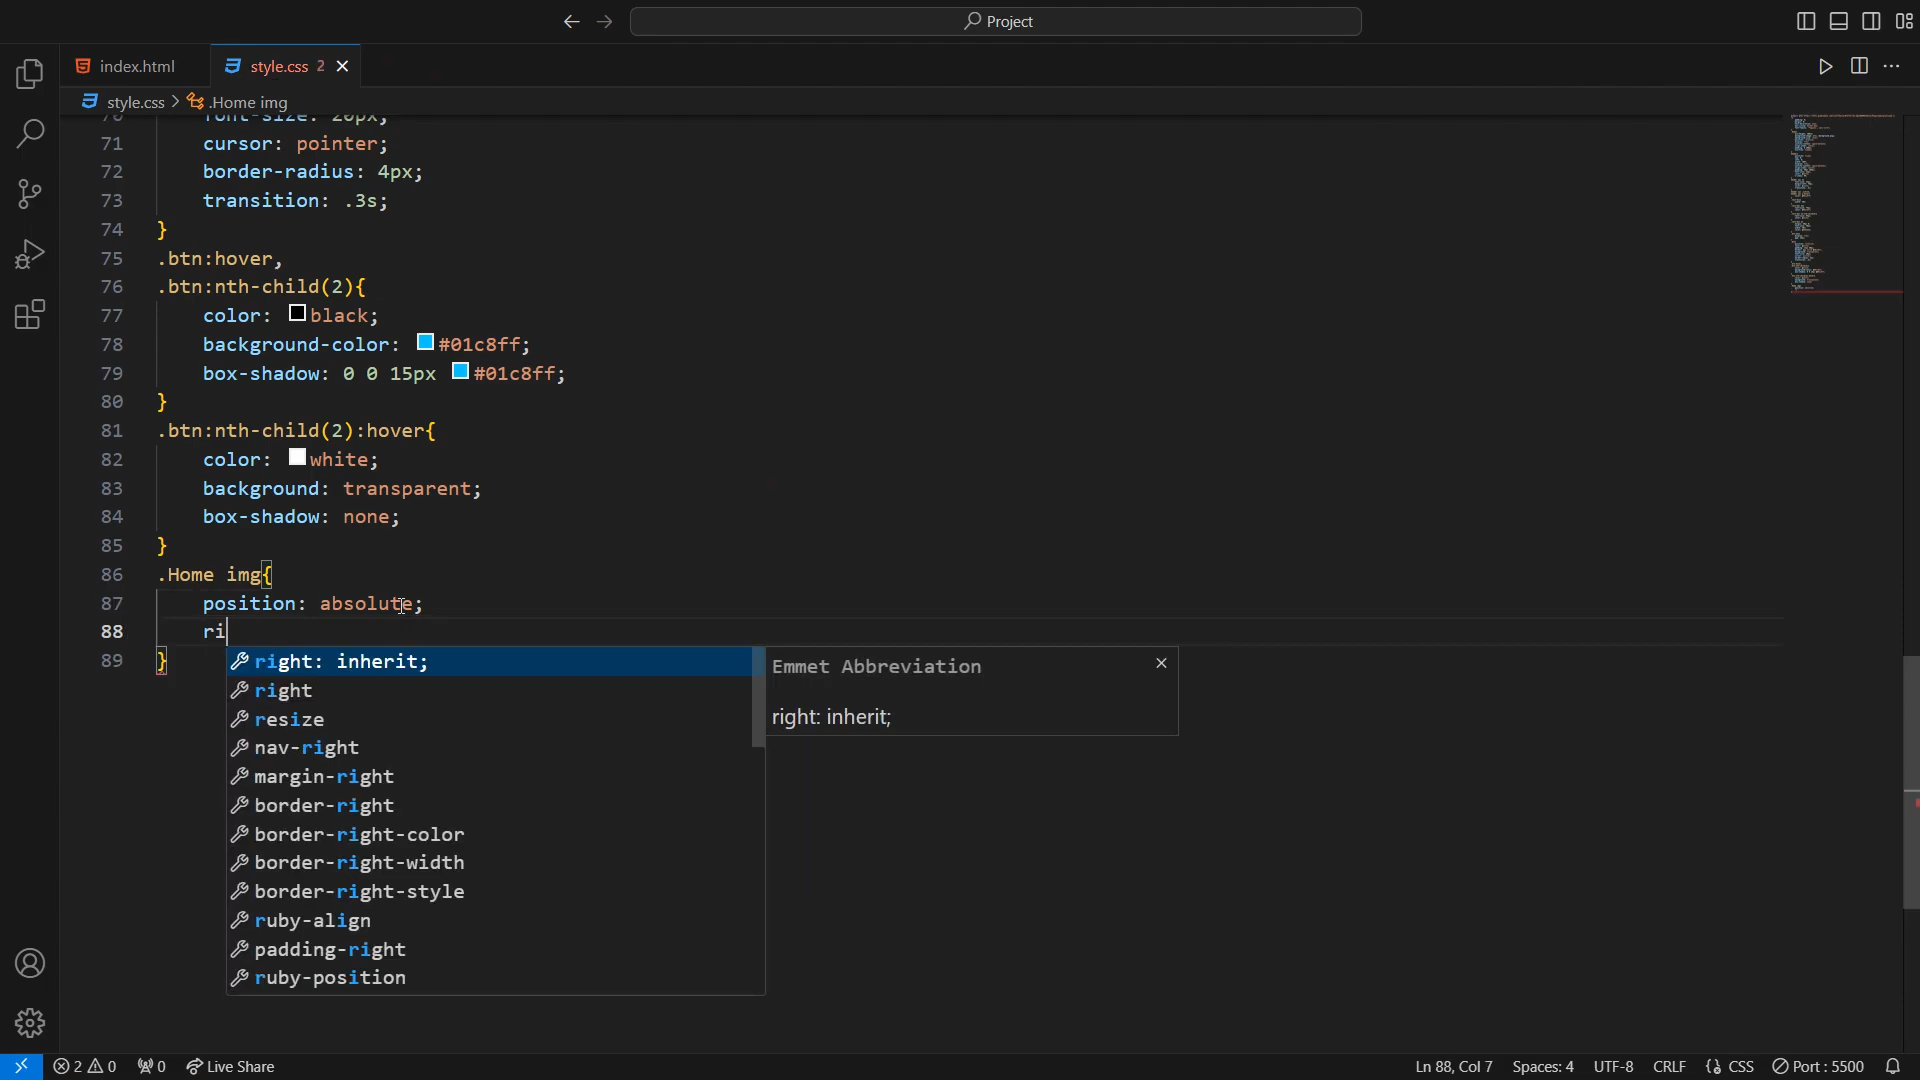 Project
index.html
style.css 2
style.css > .Home img
70 font-size: 20px;
71 cursor: pointer;
72 border-radius: 4px;
73 transition: .3s;
74 }
75 .btn:hover,
76 .btn:nth-child(2){
77 color: black;
78 background-color: #01c8ff;
79 box-shadow: 0 0 15px #01c8ff;
80 }
81 .btn:nth-child(2):hover{
82 color: white;
83 background: transparent;
84 box-shadow: none;
85 }
86 .Home img{
87 position: absolute;
88 ri
89 }
right: inherit;
right
resize
nav-right
margin-right
border-right
border-right-color
border-right-width
border-right-style
ruby-align
padding-right
ruby-position
Emmet Abbreviation
right: inherit;
2 0 0 Live Share Ln 88, Col 7 Spaces: 4 UTF-8 CRLF CSS Port : 5500